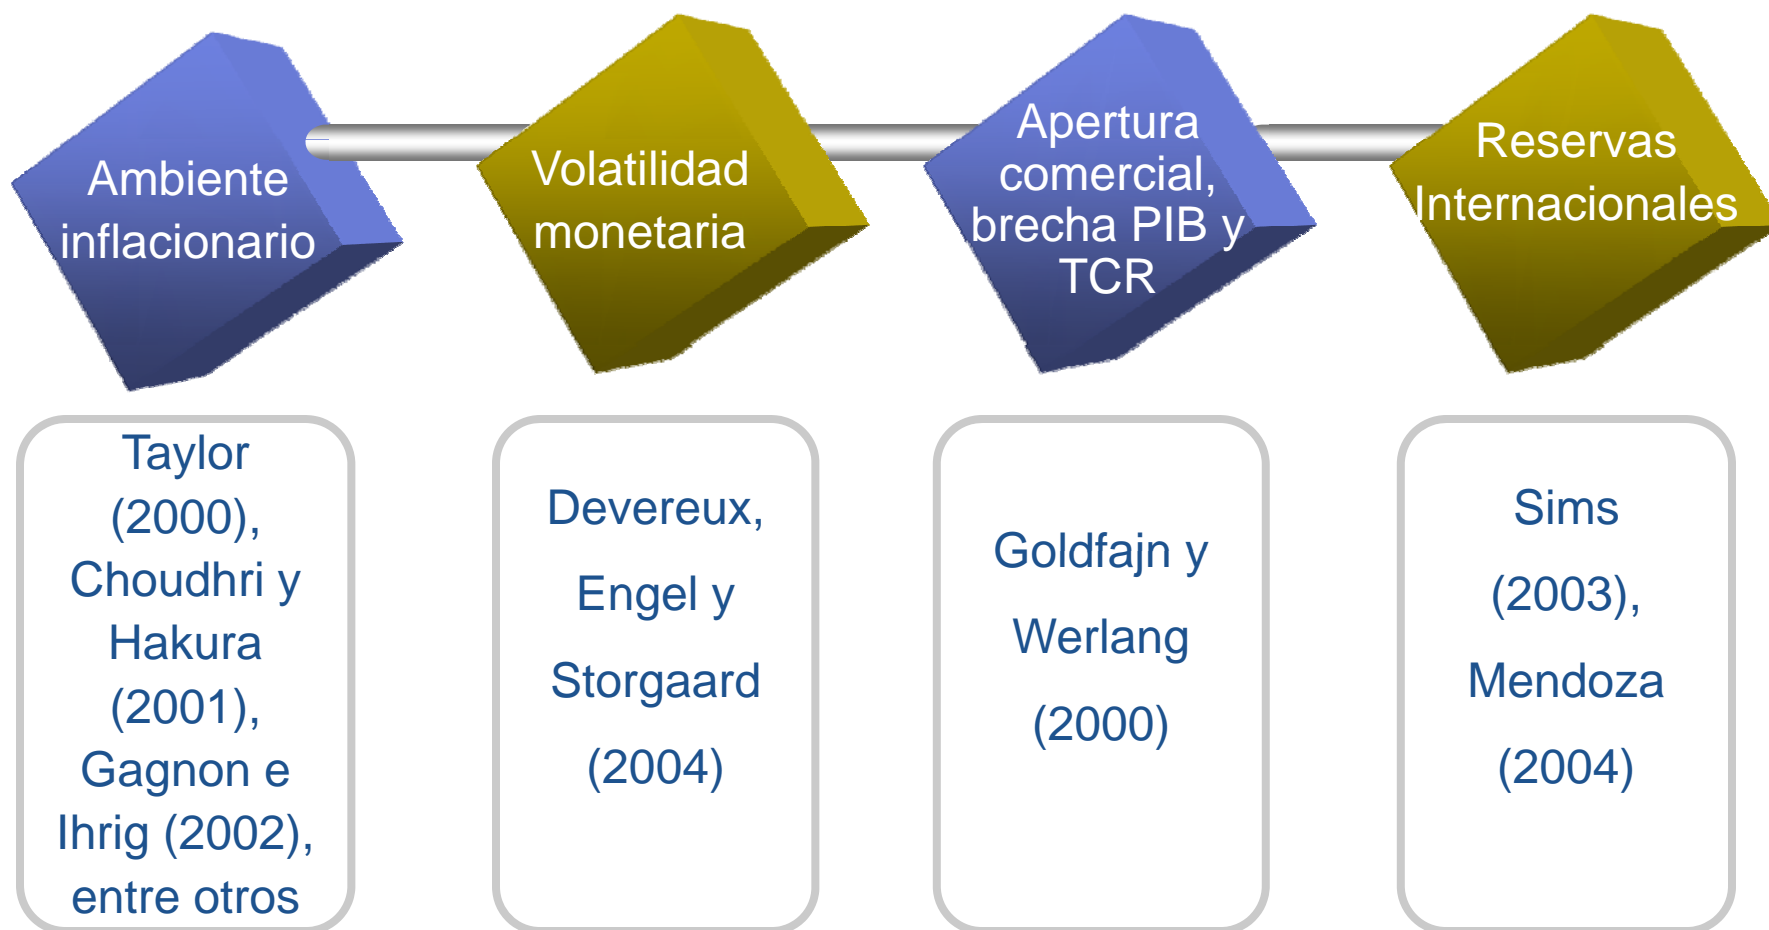 Ambiente
inflacionario
Volatilidad
monetaria
Apertura
comercial,
brecha PIB y
TCR
Reservas
Internacionales
Taylor
(2000),
Choudhri y
Hakura
(2001),
Gagnon e
Ihrig (2002),
entre otros
Devereux,
Engel y
Storgaard
(2004)
Goldfajn y
Werlang
(2000)
Sims
(2003),
Mendoza
(2004)